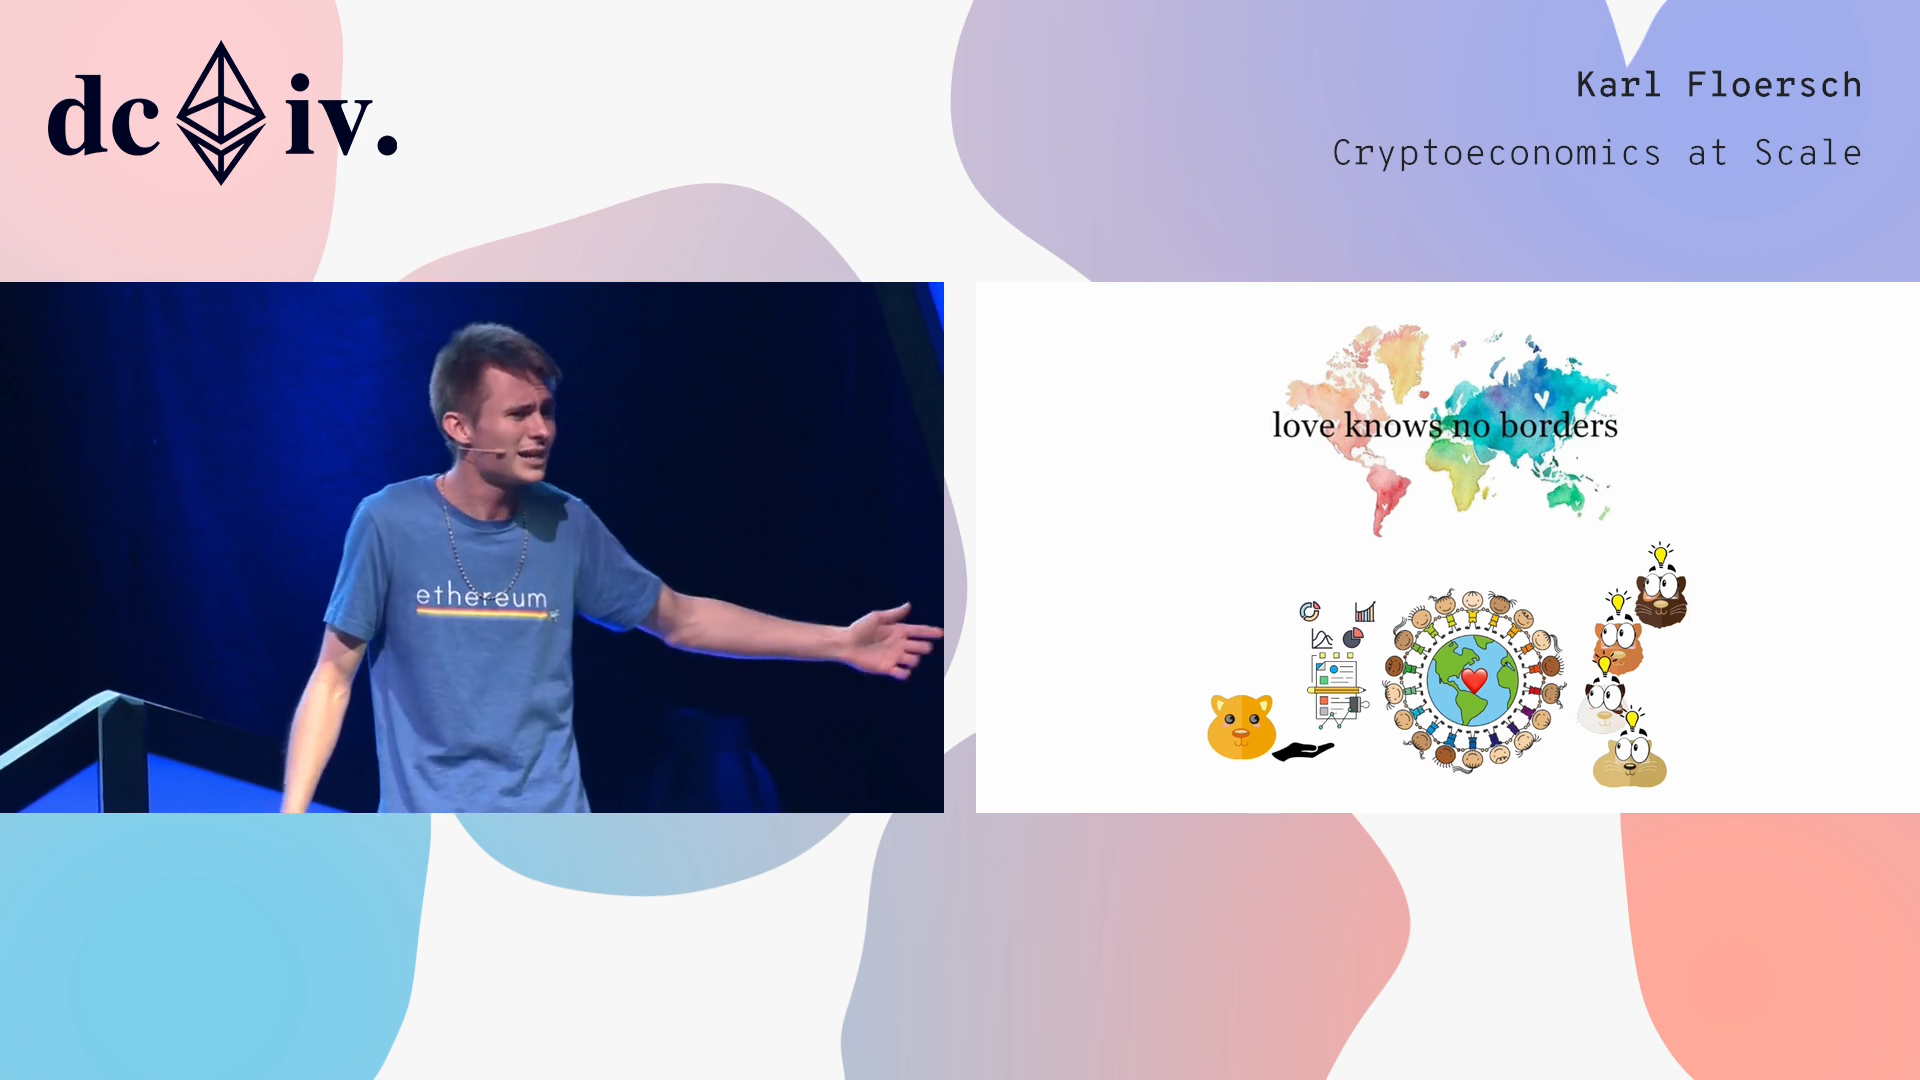 dc iv.
Karl Floersch
Cryptoeconomics at Scale
ethereum
love knows no borders